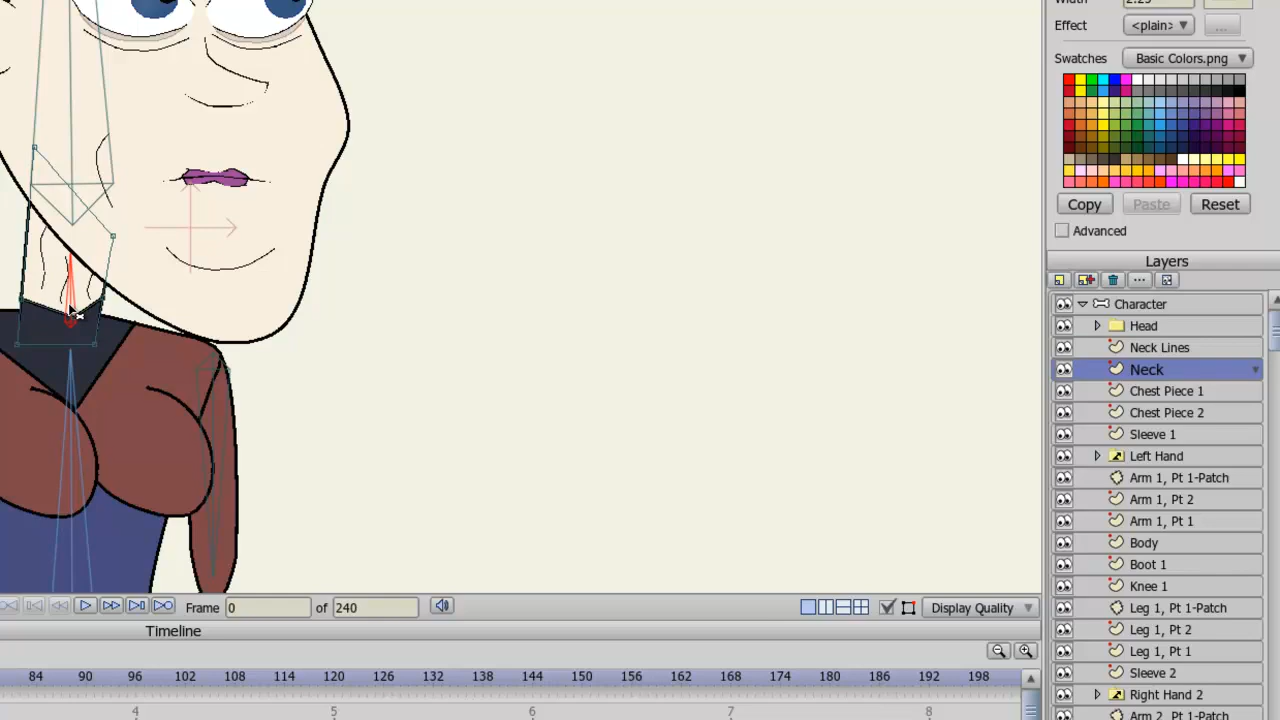 Width 2.25
Effect <plain> ...
Swatches Basic Colors.png
Copy Paste Reset
Advanced
Layers
Character
Head
Neck Lines
Neck
Chest Piece 1
Chest Piece 2
Sleeve 1
Left Hand
Arm 1, Pt 1-Patch
Arm 1, Pt 2
Arm 1, Pt 1
Body
Boot 1
Knee 1
Leg 1, Pt 1-Patch
Leg 1, Pt 2
Leg 1, Pt 1
Sleeve 2
Right Hand 2
Arm 2, Pt 1-Patch
Frame 0 of 240 Display Quality
Timeline
84 90 96 102 108 114 120 126 132 138 144 150 156 162 168 174 180 186 192 198
4 5 6 7 8